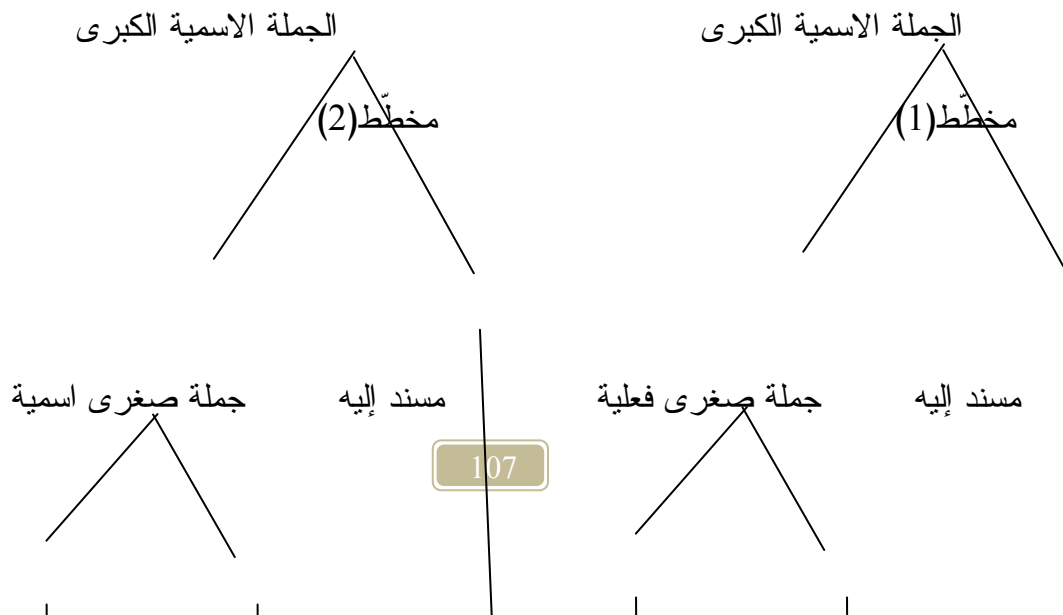 الجملة الاسمية الكبرى
الجملة الاسمية الكبرى
مخطّط(1)
مخطّط(2)
مسند إليه
جملة صغرى فعلية
مسند إليه
جملة صغرى اسمية
107